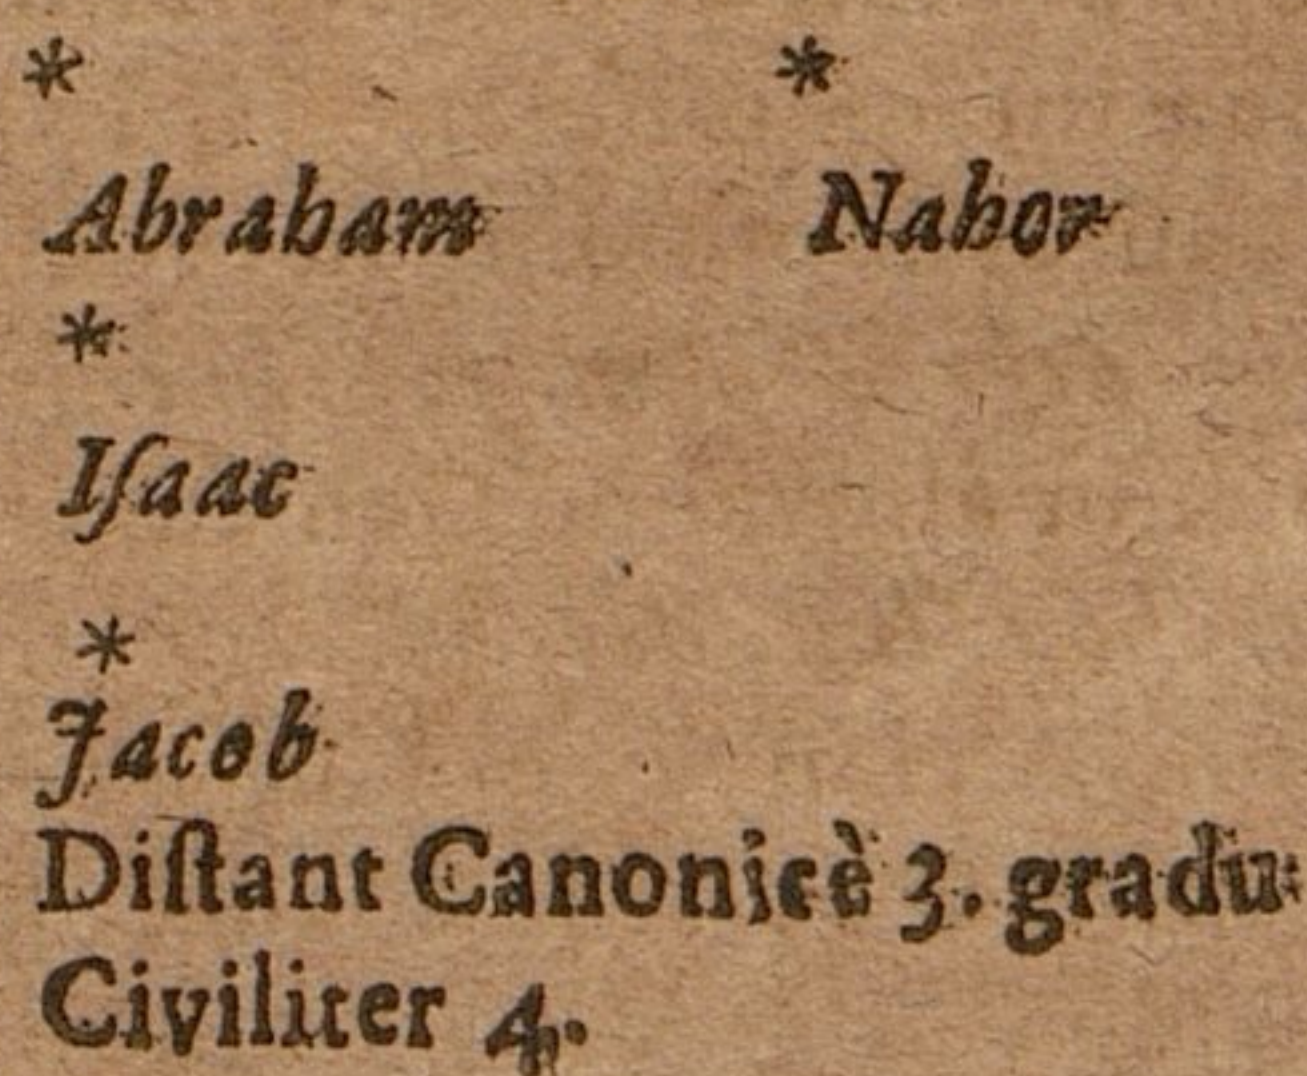 * *
Abraham Nahor
*
Iſaac
*
Jacob
Diſtant Canonicè 3. gradu:
Civiliter 4.